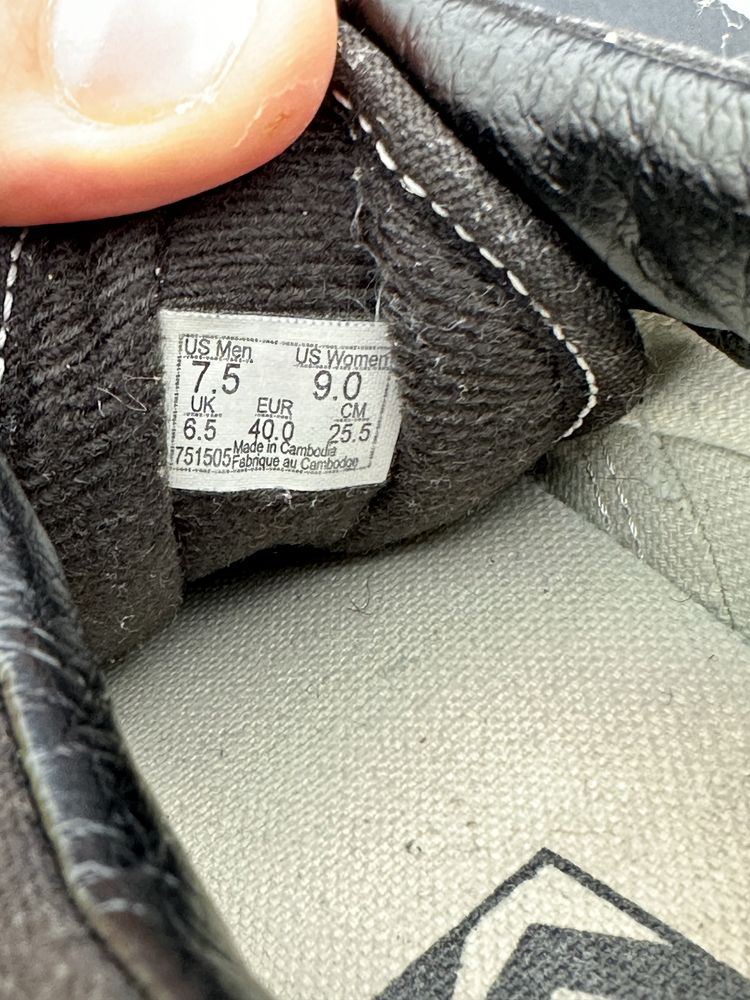 US Men US Women
7.5 9.0
UK EUR CM
6.5 40.0 25.5
751505 Made in Cambodia
Fabrique au Cambodge